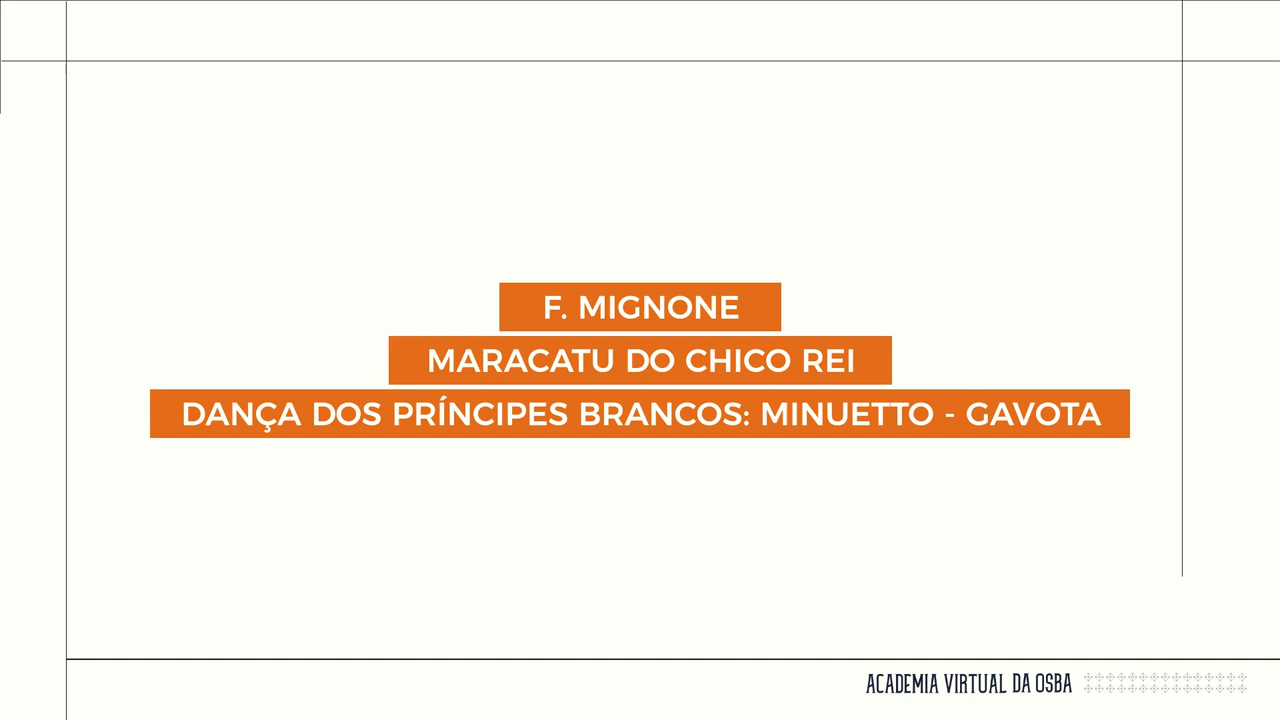 F. MIGNONE
MARACATU DO CHICO REI
DANÇA DOS PRÍNCIPES BRANCOS: MINUETTO - GAVOTA
ACADEMIA VIRTUAL DA OSBA